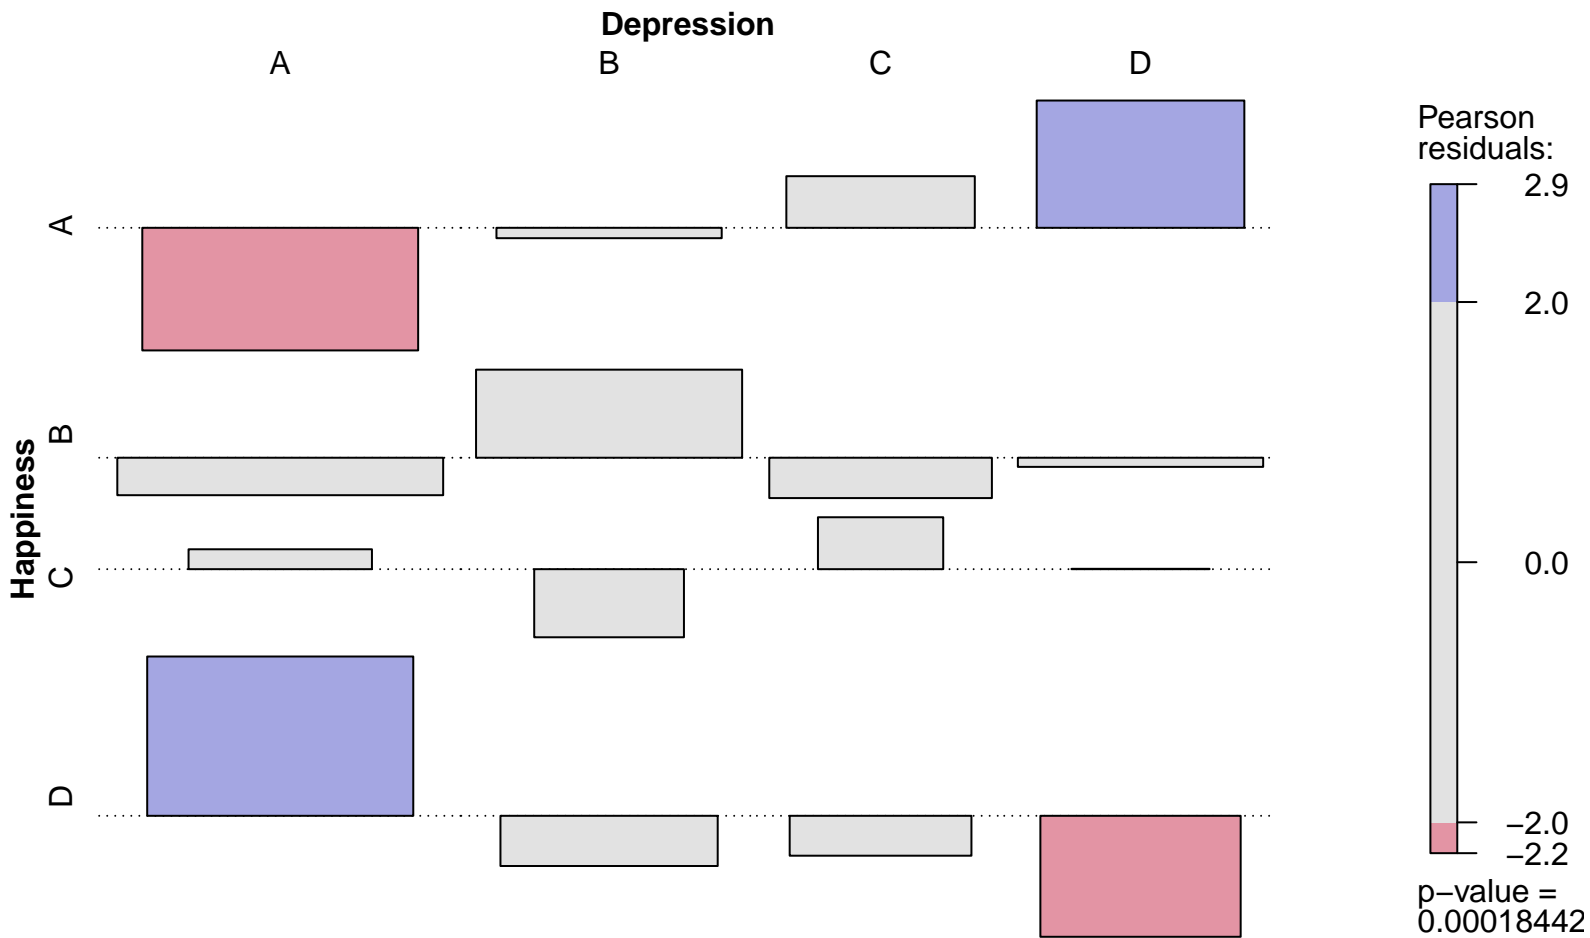 Depression
A B C D
Happiness
A
B
C
D
Pearson
residuals:
2.9
2.0
0.0
−2.0
−2.2
p−value =
0.00018442